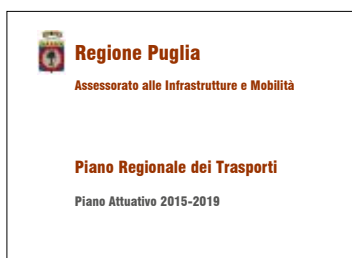 Regione Puglia
Assessorato alle Infrastrutture e Mobilità
Piano Regionale dei Trasporti
Piano Attuativo 2015-2019